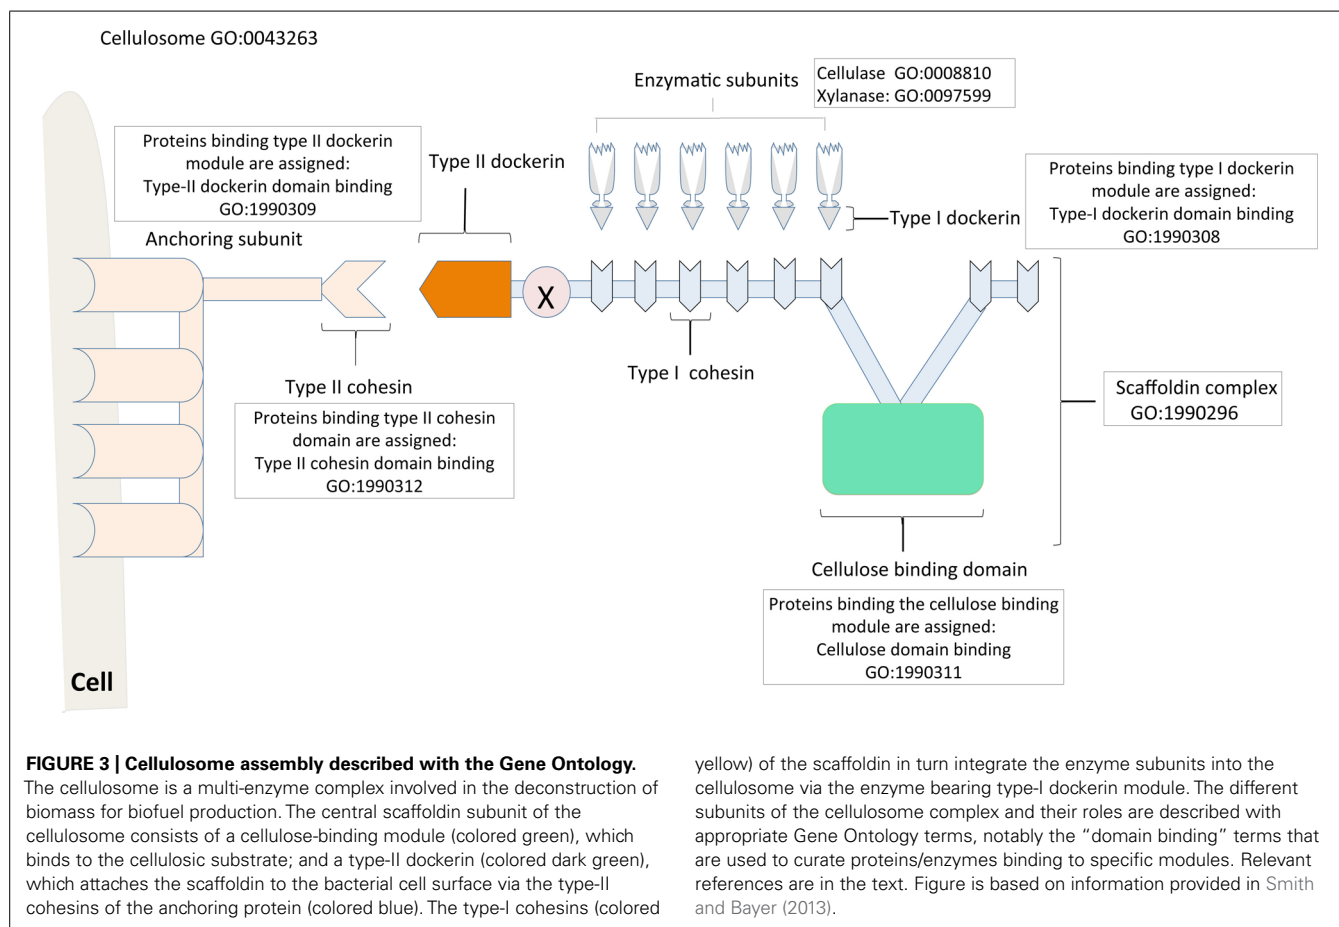 Cellulosome GO:0043263
Enzymatic subunits
Cellulase  GO:0008810
Xylanase: GO:0097599
Proteins binding type II dockerin
module are assigned:
Type-II dockerin domain binding
GO:1990309
Type II dockerin
Proteins binding type I dockerin
module are assigned:
Type-I dockerin domain binding
GO:1990308
Type I dockerin
Anchoring subunit
X
Type I  cohesin
Type II cohesin
Proteins binding type II cohesin
domain are assigned:
Type II cohesin domain binding
GO:1990312
Scaffoldin complex
GO:1990296
Cellulose binding domain
Proteins binding the cellulose binding
module are assigned:
Cellulose domain binding
GO:1990311
Cell
FIGURE 3 | Cellulosome assembly described with the Gene Ontology.
The cellulosome is a multi-enzyme complex involved in the deconstruction of
biomass for biofuel production. The central scaffoldin subunit of the
cellulosome consists of a cellulose-binding module (colored green), which
binds to the cellulosic substrate; and a type-II dockerin (colored dark green),
which attaches the scaffoldin to the bacterial cell surface via the type-II
cohesins of the anchoring protein (colored blue). The type-I cohesins (colored
yellow) of the scaffoldin in turn integrate the enzyme subunits into the
cellulosome via the enzyme bearing type-I dockerin module. The different
subunits of the cellulosome complex and their roles are described with
appropriate Gene Ontology terms, notably the “domain binding” terms that
are used to curate proteins/enzymes binding to specific modules. Relevant
references are in the text. Figure is based on information provided in Smith
and Bayer (2013).